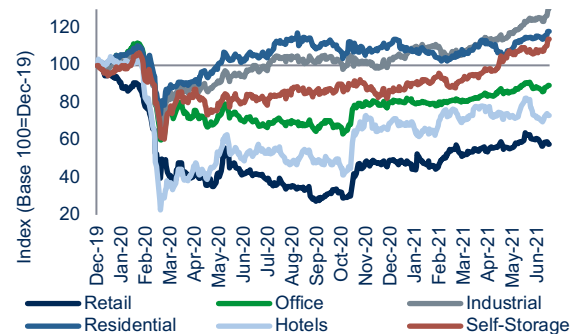 Index (Base 100=Dec-19)
120
100
80
60
40
20
Dec-19
Jan-20
Feb-20
Mar-20
Apr-20
May-20
Jun-20
Jul-20
Aug-20
Sep-20
Oct-20
Nov-20
Dec-20
Jan-21
Feb-21
Mar-21
Apr-21
May-21
Jun-21
Retail Office Industrial
Residential Hotels Self-Storage